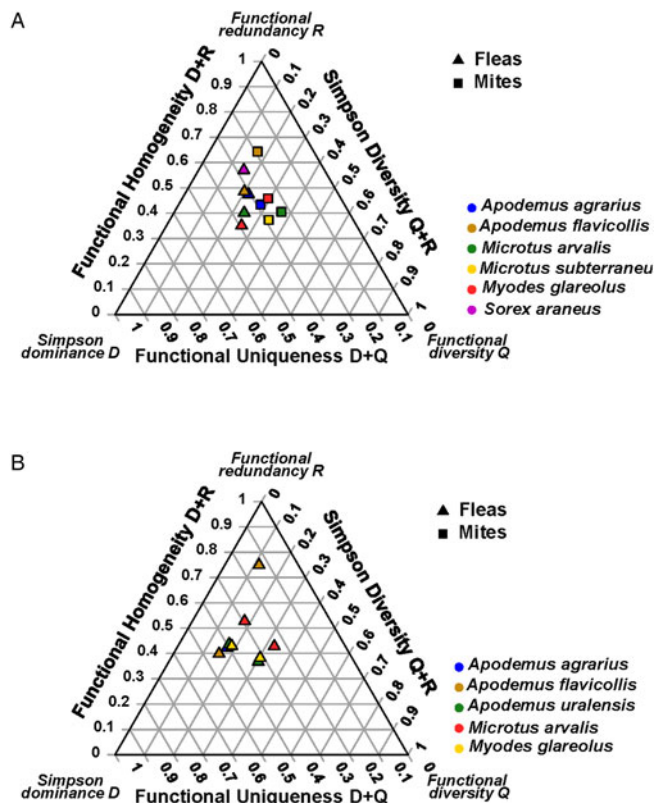 A
Functional
redundancy R
Functional Homogeneity D+R
Simpson Diversity Q+R
1
0.9
0.8
0.7
0.6
0.5
0.4
0.3
0.2
0.1
0
0
0.1
0.2
0.3
0.4
0.5
0.6
0.7
0.8
0.9
1
1
0.9
0.8
0.7
0.6
0.5
0.4
0.3
0.2
0.1
0
Simpson
dominance D
Functional Uniqueness D+Q
Functional
diversity Q
Fleas
Mites
Apodemus agrarius
Apodemus flavicollis
Microtus arvalis
Microtus subterraneu
Myodes glareolus
Sorex araneus
B
Functional
redundancy R
Functional Homogeneity D+R
Simpson Diversity Q+R
1
0.9
0.8
0.7
0.6
0.5
0.4
0.3
0.2
0.1
0
0
0.1
0.2
0.3
0.4
0.5
0.6
0.7
0.8
0.9
1
1
0.9
0.8
0.7
0.6
0.5
0.4
0.3
0.2
0.1
0
Simpson
dominance D
Functional Uniqueness D+Q
Functional
diversity Q
Fleas
Mites
Apodemus agrarius
Apodemus flavicollis
Apodemus uralensis
Microtus arvalis
Myodes glareolus